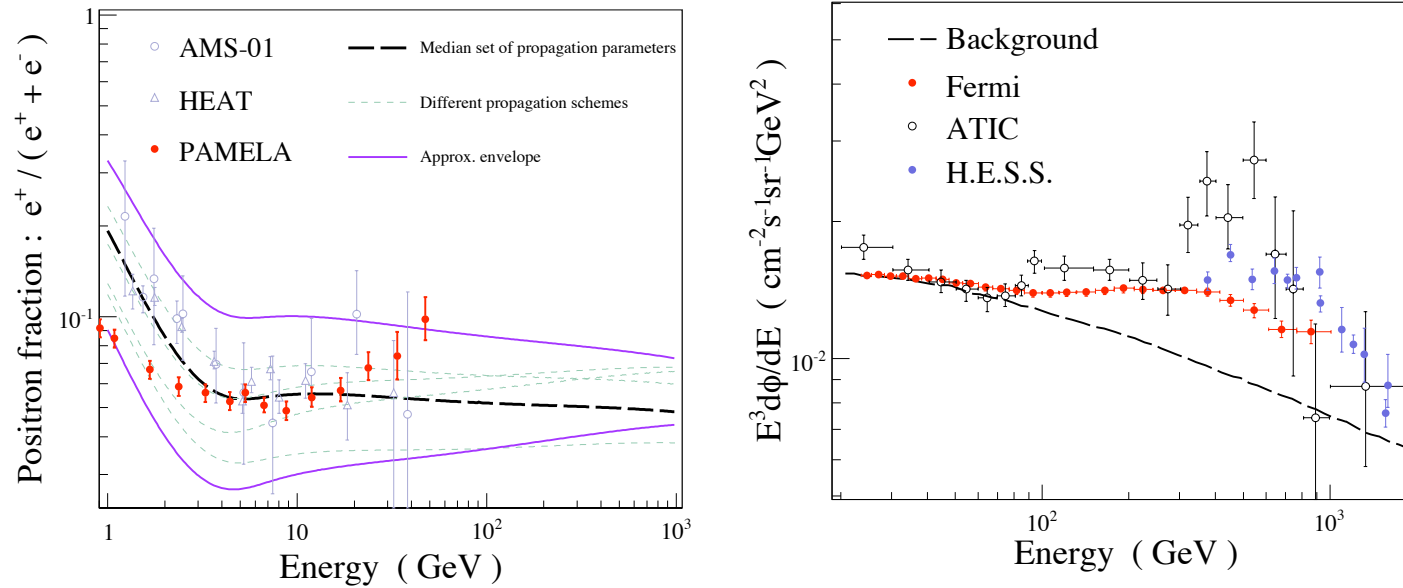 Positron fraction : e⁺ / ( e⁺ + e⁻ )
1
10⁻¹
AMS-01
HEAT
PAMELA
Median set of propagation parameters
Different propagation schemes
Approx. envelope
1
10
10²
10³
Energy ( GeV )
E³dϕ/dE ( cm⁻²s⁻¹sr⁻¹GeV² )
10⁻²
Background
Fermi
ATIC
H.E.S.S.
10²
10³
Energy ( GeV )